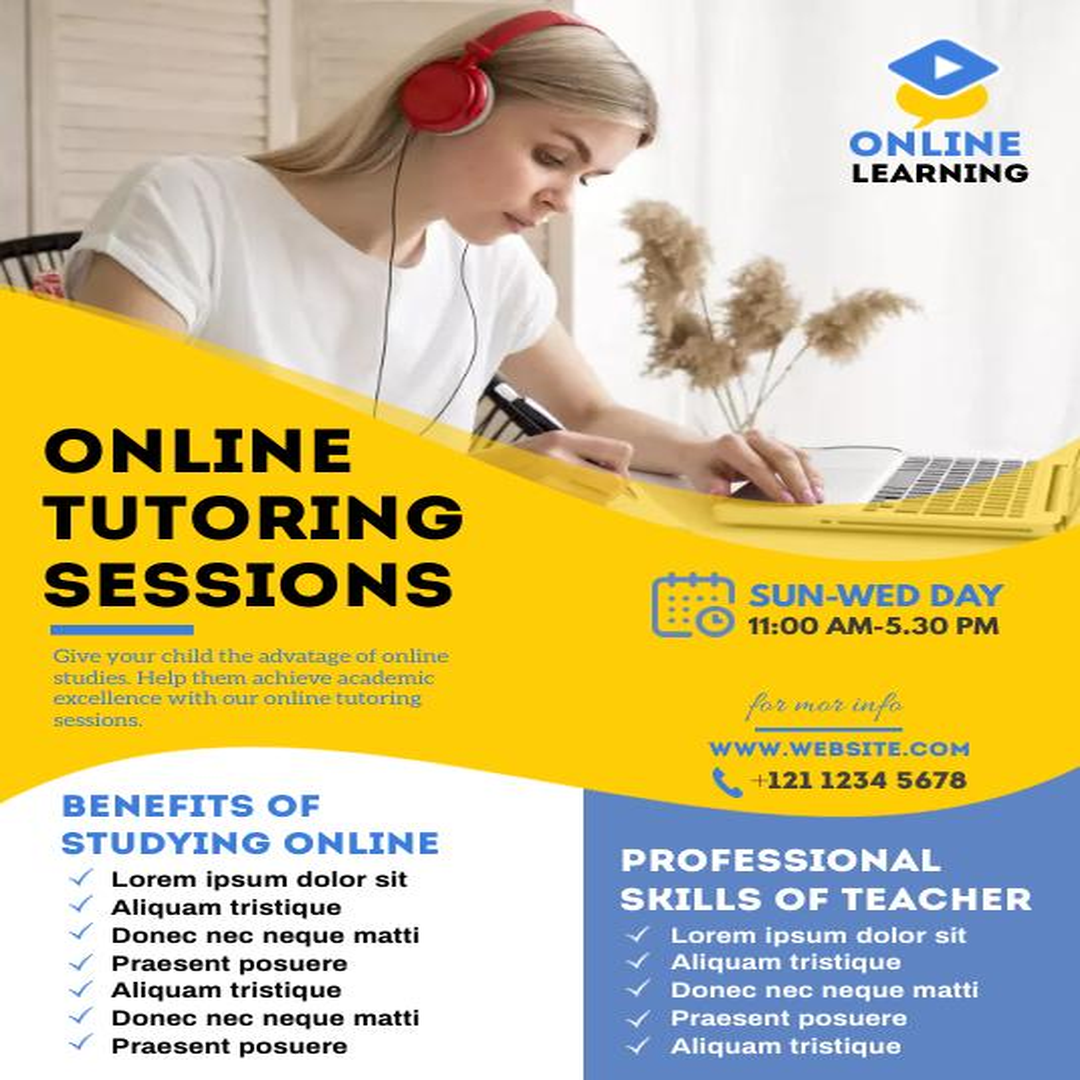 ONLINE
LEARNING
ONLINE
TUTORING
SESSIONS
Give your child the advatage of online
studies. Help them achieve academic
excellence with our online tutoring
sessions.
SUN-WED DAY
11:00 AM-5.30 PM
for mor info
WWW.WEBSITE.COM
+121 1234 5678
BENEFITS OF
STUDYING ONLINE
Lorem ipsum dolor sit
Aliquam tristique
Donec nec neque matti
Praesent posuere
Aliquam tristique
Donec nec neque matti
Praesent posuere
PROFESSIONAL
SKILLS OF TEACHER
Lorem ipsum dolor sit
Aliquam tristique
Donec nec neque matti
Praesent posuere
Aliquam tristique